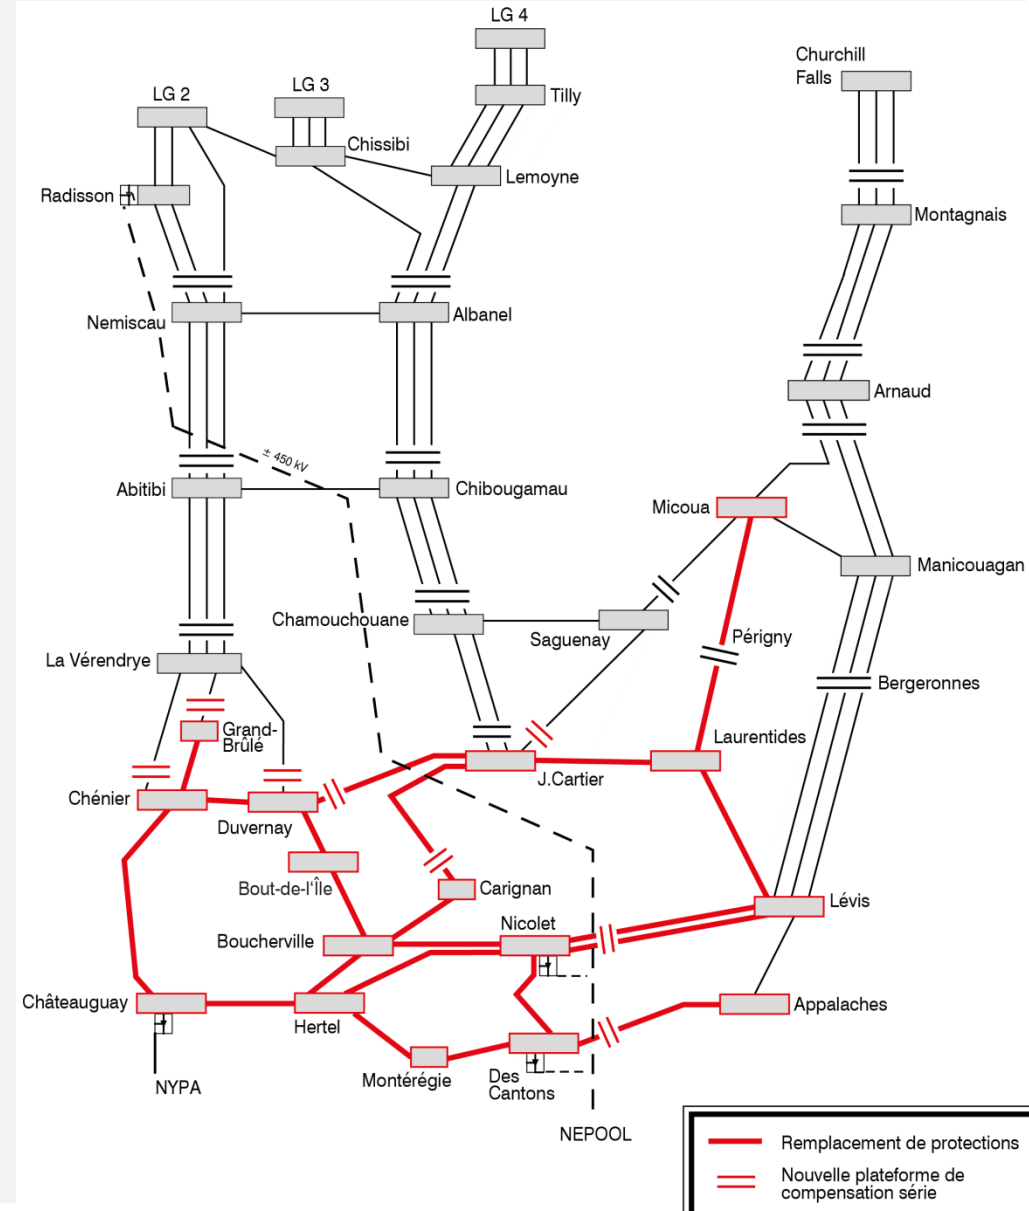 LG 4
Churchill
Falls
LG 2
LG 3
Tilly
Chissibi
Lemoyne
Radisson
Montagnais
Nemiscau
Albanel
Arnaud
± 450 kV
Abitibi
Chibougamau
Micoua
Manicouagan
Chamouchouane
Saguenay
Périgny
La Vérendrye
Bergeronnes
Grand-
Brûlé
Laurentides
J.Cartier
Chénier
Duvernay
Bout-de-l'Île
Carignan
Lévis
Nicolet
Boucherville
Châteauguay
Hertel
Appalaches
Montérégie
Des
Cantons
NYPA
NEPOOL
Remplacement de protections
Nouvelle plateforme de
compensation série